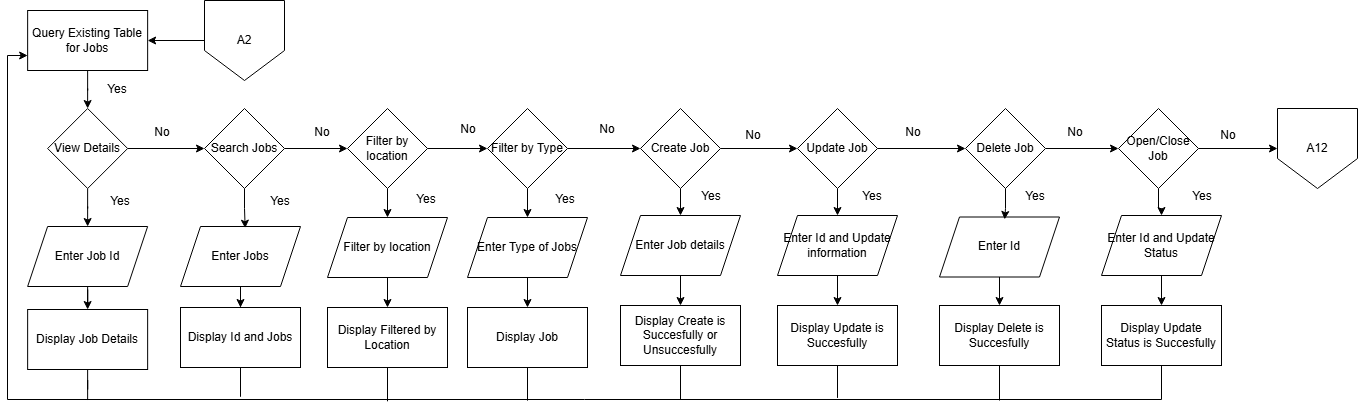 Query Existing Table
for Jobs
A2
Yes
View Details
No
Search Jobs
No
Filter by
location
No
Filter by Type
No
Create Job
No
Update Job
No
Delete Job
No
Open/Close
Job
No
A12
Yes
Yes
Yes
Yes
Yes
Yes
Yes
Yes
Enter Job Id
Enter Jobs
Filter by location
Enter Type of Jobs
Enter Job details
Enter Id and Update
information
Enter Id
Enter Id and Update
Status
Display Job Details
Display Id and Jobs
Display Filtered by
Location
Display Job
Display Create is
Succesfully or
Unsuccesfully
Display Update is
Succesfully
Display Delete is
Succesfully
Display Update
Status is Succesfully